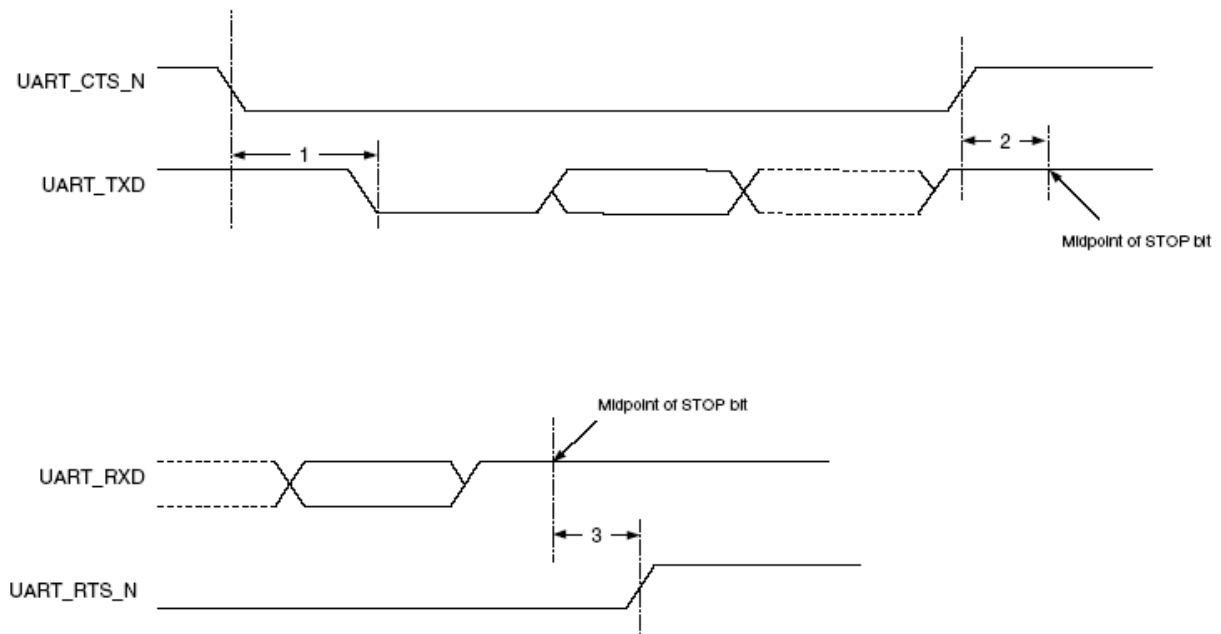 UART_CTS_N
1
2
UART_TXD
Midpoint of STOP bit
Midpoint of STOP bit
UART_RXD
3
UART_RTS_N